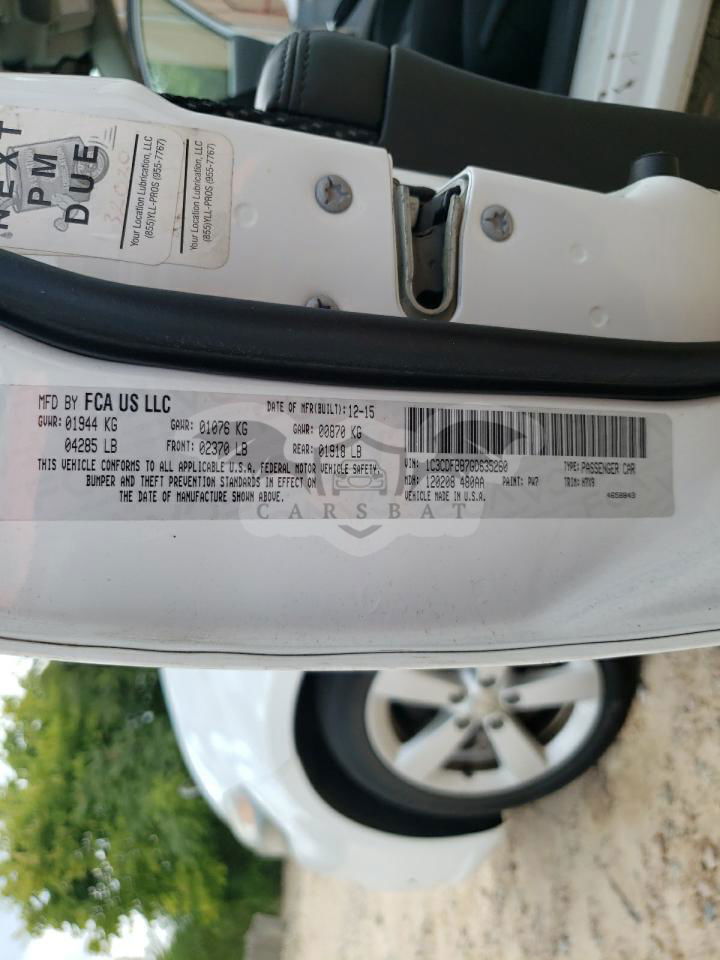 NEXT
PM
DUE
Your Location Lubrication, LLC
(855)YLL-PROS (955-7767)
Your Location Lubrication, LLC
(855)YLL-PROS (955-7767)
MFD BY FCA US LLC
DATE OF MFR(BUILT): 12-15
GVWR: 01944 KG GAWR: 01076 KG GAWR: 00870 KG
04285 LB FRONT: 02370 LB REAR: 01918 LB
THIS VEHICLE CONFORMS TO ALL APPLICABLE U.S.A. FEDERAL MOTOR VEHICLE SAFETY,
BUMPER AND THEFT PREVENTION STANDARDS IN EFFECT ON
THE DATE OF MANUFACTURE SHOWN ABOVE.
VIN: 1C3CDFBB7GD635260 TYPE: PASSENGER CAR
MDH: 120208 480AA PAINT: PW7 TRIM: H7X9
VEHICLE MADE IN U.S.A. 4658843
CARSBAT